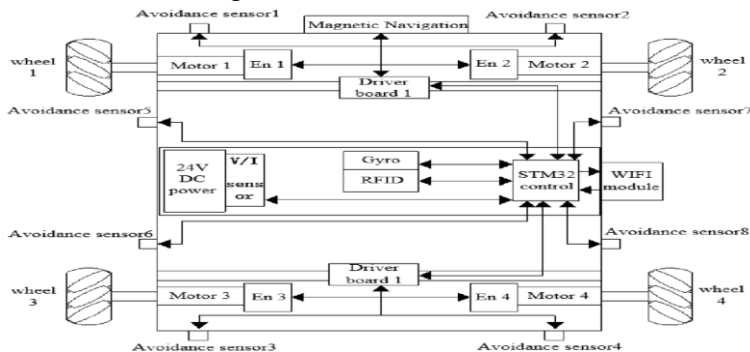 Avoidance sensor1
Magnetic Navigation
Avoidance sensor2
wheel
1
Motor 1
En 1
En 2
Motor 2
wheel
2
Driver
board 1
Avoidance sensor5
Avoidance sensor7
24V
DC
power
V/I
sens
or
Gyro
RFID
STM32
control
WIFI
module
Avoidance sensor6
Avoidance sensor8
Driver
board 1
wheel
3
Motor 3
En 3
En 4
Motor 4
wheel
4
Avoidance sensor3
Avoidance sensor4